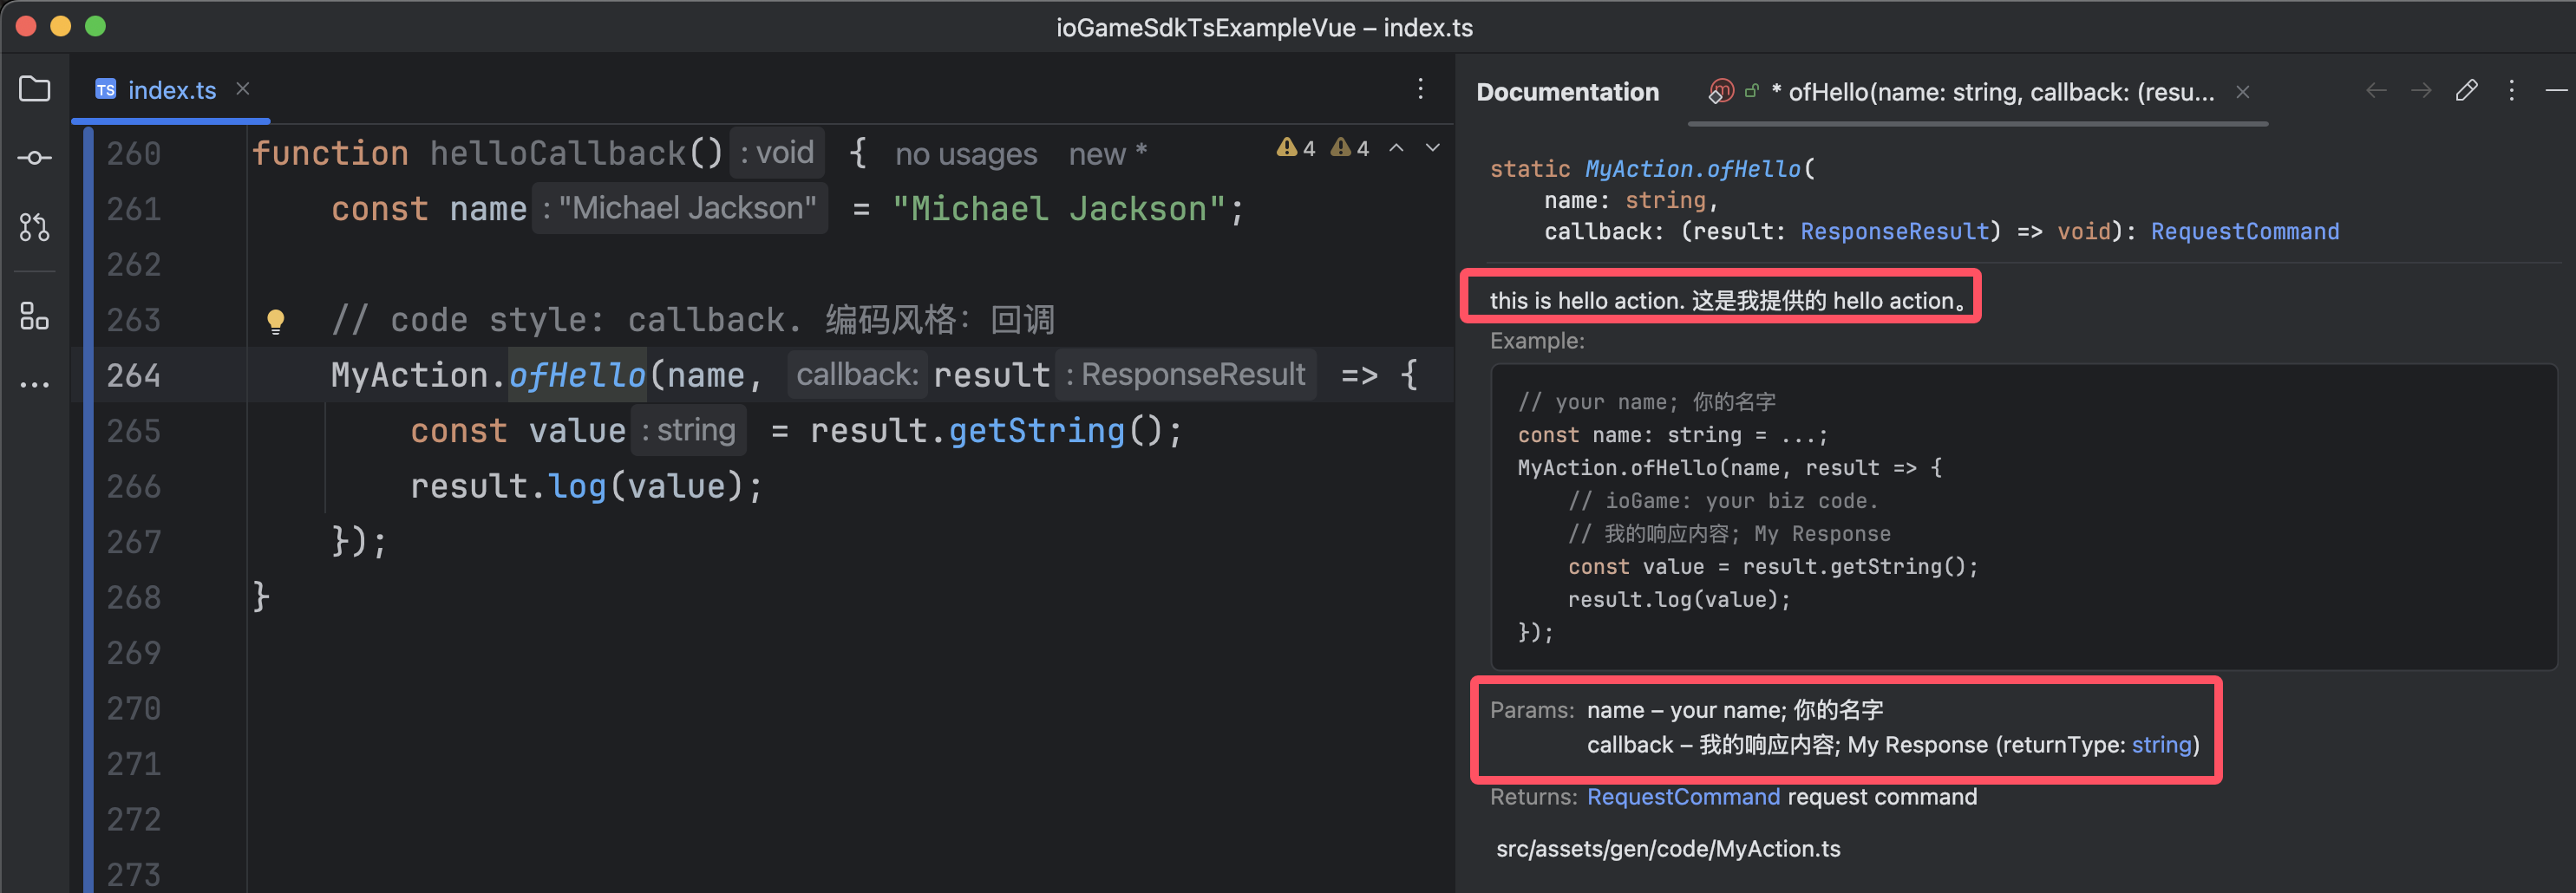 ioGameSdkTsExampleVue – index.ts
TS index.ts
260 function helloCallback() : void { no usages new *
4 4
261 const name : "Michael Jackson" = "Michael Jackson";
262
263 // code style: callback. 编码风格：回调
264 MyAction.ofHello(name, callback: result : ResponseResult => {
265 const value : string = result.getString();
266 result.log(value);
267 });
268 }
269
270
271
272
273
Documentation
m * ofHello(name: string, callback: (resu...
static MyAction.ofHello(
name: string,
callback: (result: ResponseResult) => void): RequestCommand
this is hello action. 这是我提供的 hello action。
Example:
// your name; 你的名字
const name: string = ...;
MyAction.ofHello(name, result => {
// ioGame: your biz code.
// 我的响应内容; My Response
const value = result.getString();
result.log(value);
});
Params: name – your name; 你的名字
callback – 我的响应内容; My Response (returnType: string)
Returns: RequestCommand request command
src/assets/gen/code/MyAction.ts